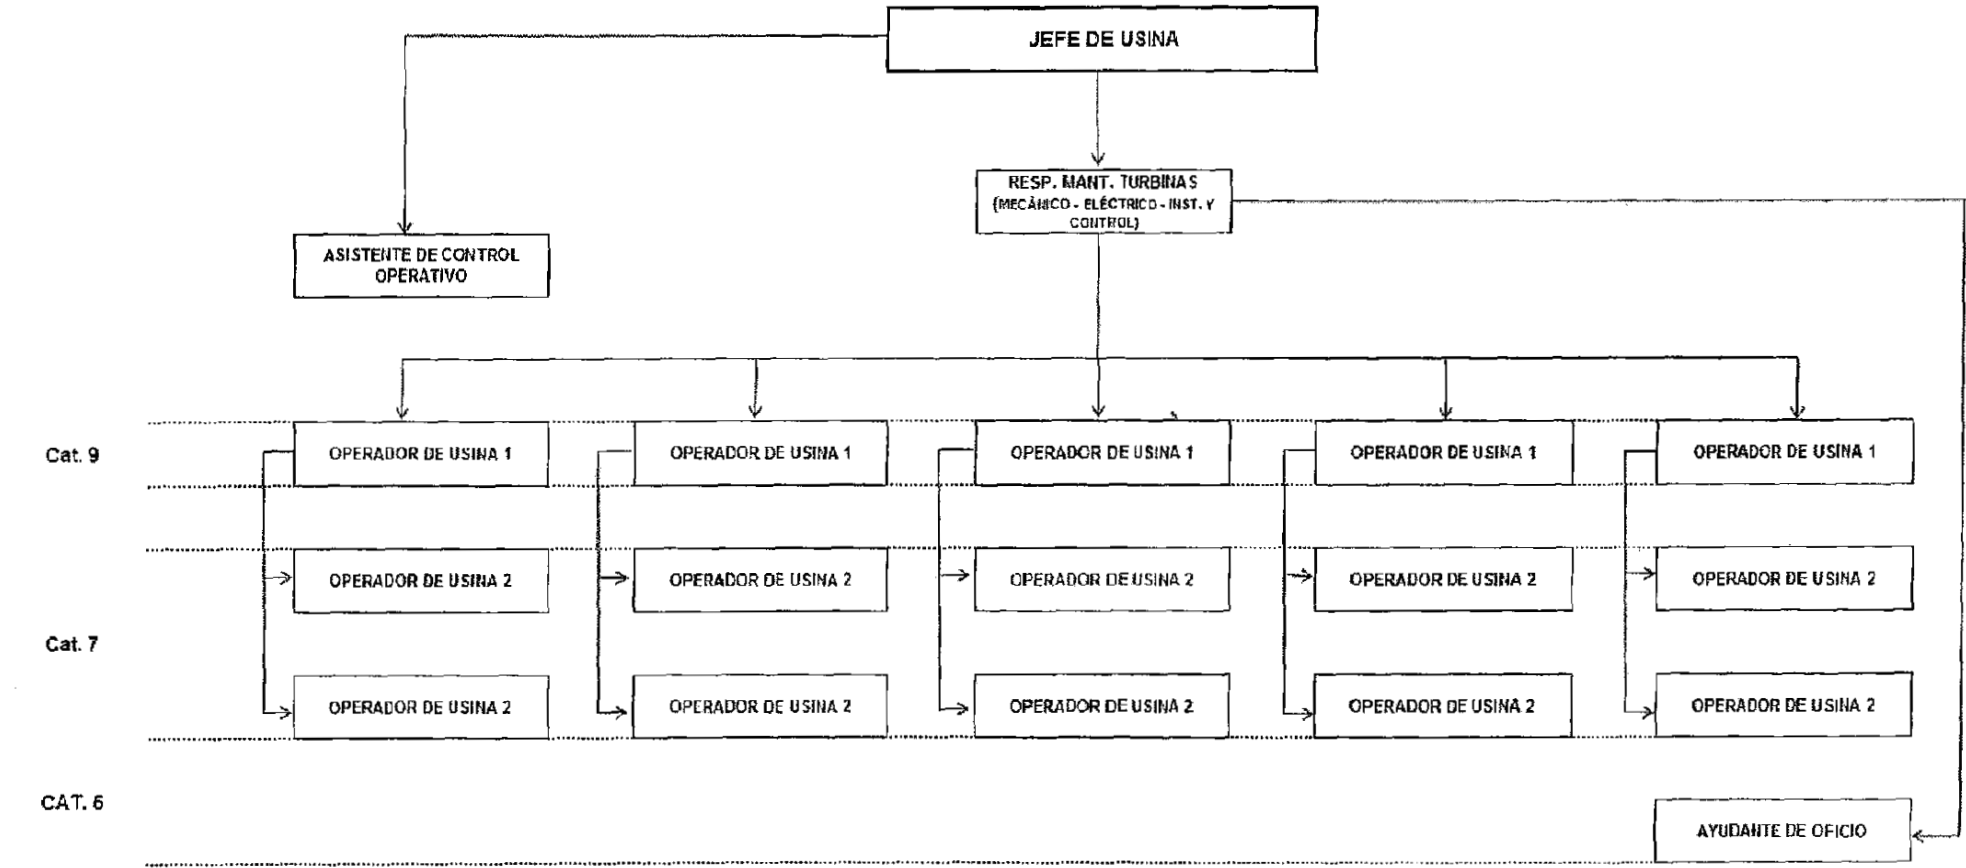 JEFE DE USINA
RESP. MANT. TURBINAS
(MECÁNICO - ELÉCTRICO - INST. Y
CONTROL)
ASISTENTE DE CONTROL
OPERATIVO
Cat. 9
OPERADOR DE USINA 1
OPERADOR DE USINA 1
OPERADOR DE USINA 1
OPERADOR DE USINA 1
OPERADOR DE USINA 1
OPERADOR DE USINA 2
OPERADOR DE USINA 2
OPERADOR DE USINA 2
OPERADOR DE USINA 2
OPERADOR DE USINA 2
Cat. 7
OPERADOR DE USINA 2
OPERADOR DE USINA 2
OPERADOR DE USINA 2
OPERADOR DE USINA 2
OPERADOR DE USINA 2
CAT. 6
AYUDANTE DE OFICIO